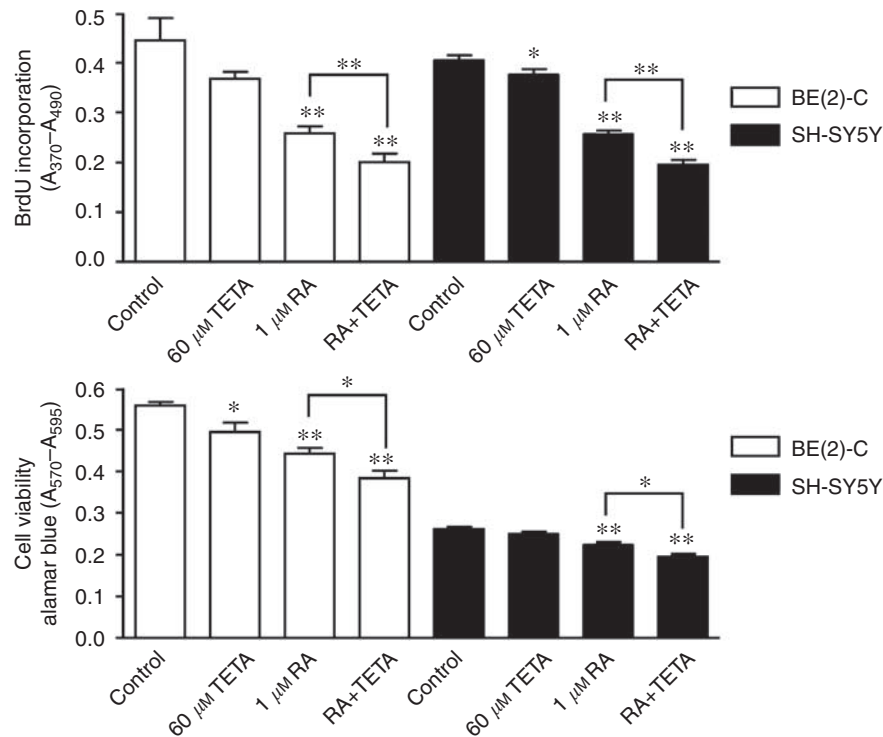 BrdU incorporation
(A370–A490)
0.5
0.4
0.3
0.2
0.1
0.0
**
**
**
*
**
**
**
Control
60 µM TETA
1 µM RA
RA+TETA
Control
60 µM TETA
1 µM RA
RA+TETA
BE(2)-C
SH-SY5Y
Cell viability
alamar blue (A570–A595)
0.6
0.5
0.4
0.3
0.2
0.1
0.0
*
*
**
**
*
**
**
Control
60 µM TETA
1 µM RA
RA+TETA
Control
60 µM TETA
1 µM RA
RA+TETA
BE(2)-C
SH-SY5Y